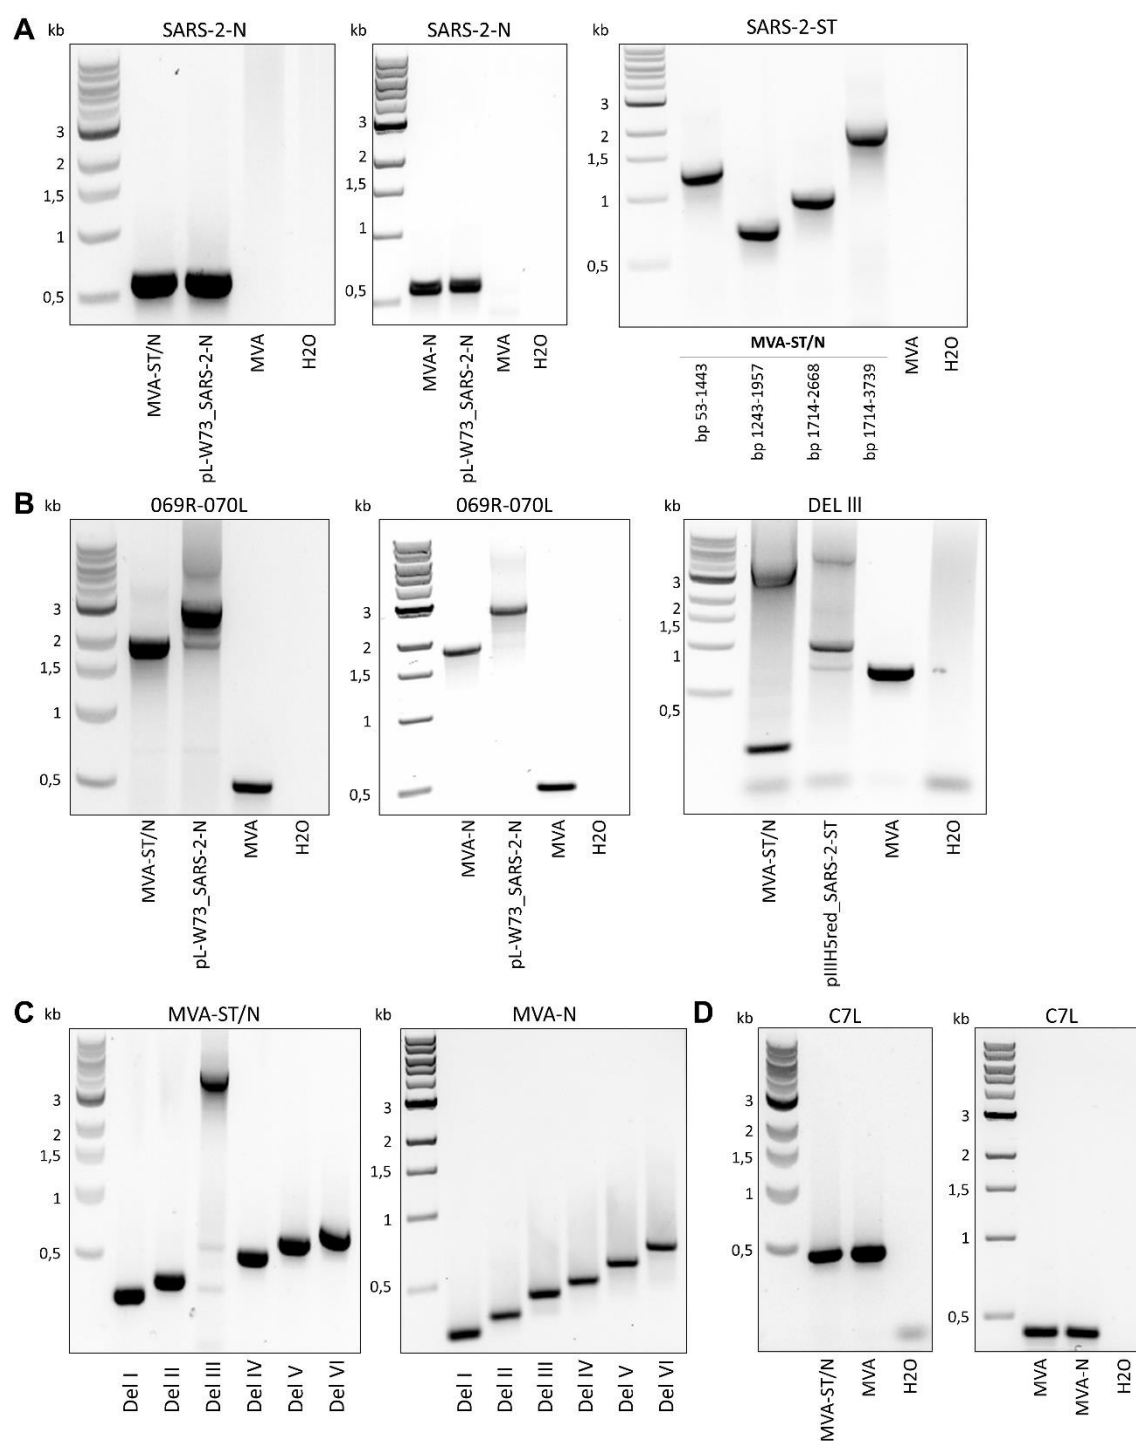 A
kb
SARS-2-N
3
2
1,5
1
0,5
MVA-ST/N
pL-W73_SARS-2-N
MVA
H2O
kb
SARS-2-N
3
2
1,5
1
0,5
MVA-N
pL-W73_SARS-2-N
MVA
H2O
kb
SARS-2-ST
3
2
1,5
1
0,5
MVA-ST/N
bp 53-1443
bp 1243-1957
bp 1714-2668
bp 1714-3739
MVA
H2O
B
kb
069R-070L
3
2
1,5
1
0,5
MVA-ST/N
pL-W73_SARS-2-N
MVA
H2O
kb
069R-070L
3
2
1,5
1
0,5
MVA-N
pL-W73_SARS-2-N
MVA
H2O
kb
DEL III
3
2
1,5
1
0,5
MVA-ST/N
pIIIH5red_SARS-2-ST
MVA
H2O
C
kb
MVA-ST/N
3
2
1,5
1
0,5
Del I
Del II
Del III
Del IV
Del V
Del VI
kb
MVA-N
3
2
1,5
1
0,5
Del I
Del II
Del III
Del IV
Del V
Del VI
D
kb
C7L
3
2
1,5
1
0,5
MVA-ST/N
MVA
H2O
kb
C7L
3
2
1,5
1
0,5
MVA
MVA-N
H2O